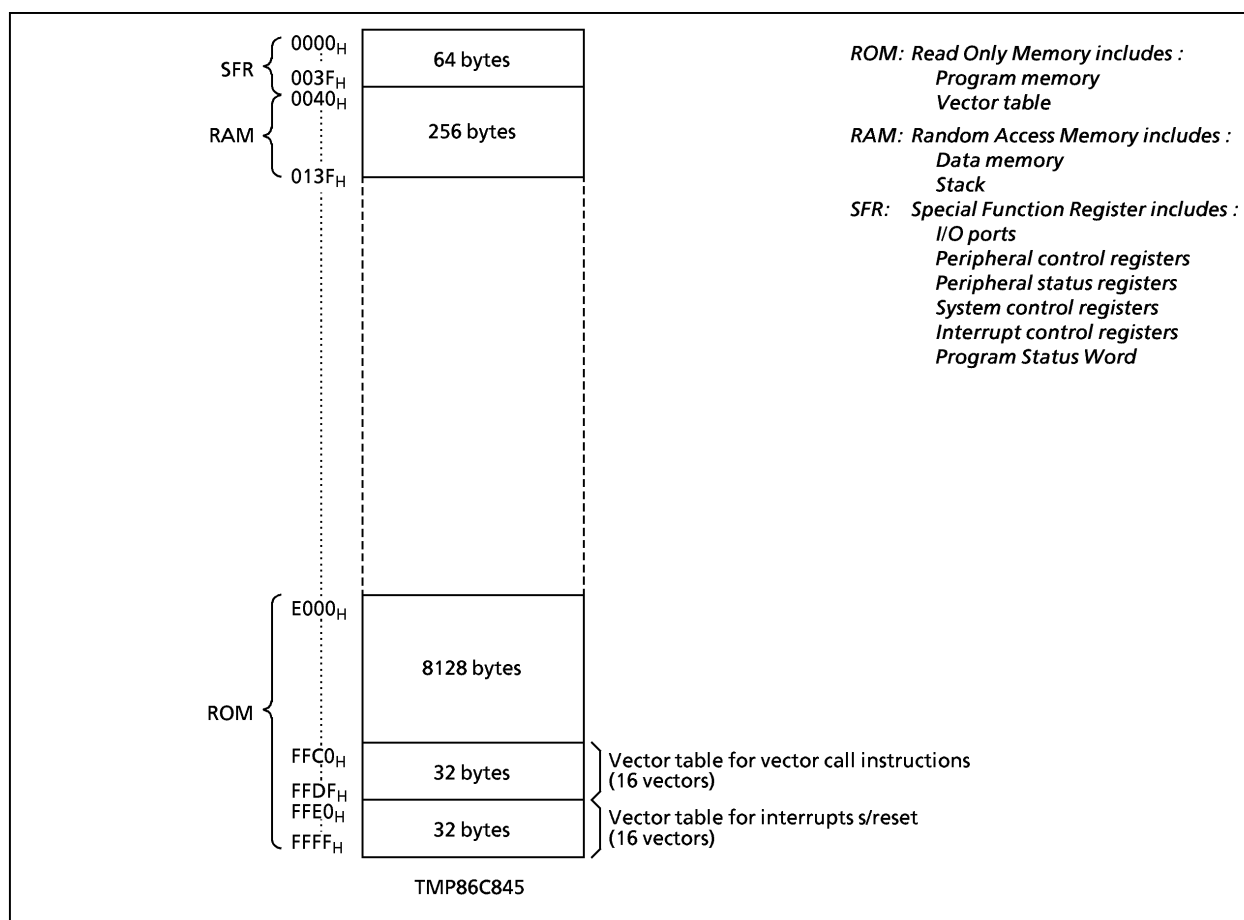 SFR
0000H
003FH
64 bytes
RAM
0040H
013FH
256 bytes
ROM
E000H
8128 bytes
FFC0H
FFDFH
32 bytes
Vector table for vector call instructions
(16 vectors)
FFE0H
FFFFH
32 bytes
Vector table for interrupts s/reset
(16 vectors)
TMP86C845
ROM: Read Only Memory includes :
Program memory
Vector table
RAM: Random Access Memory includes :
Data memory
Stack
SFR: Special Function Register includes :
I/O ports
Peripheral control registers
Peripheral status registers
System control registers
Interrupt control registers
Program Status Word